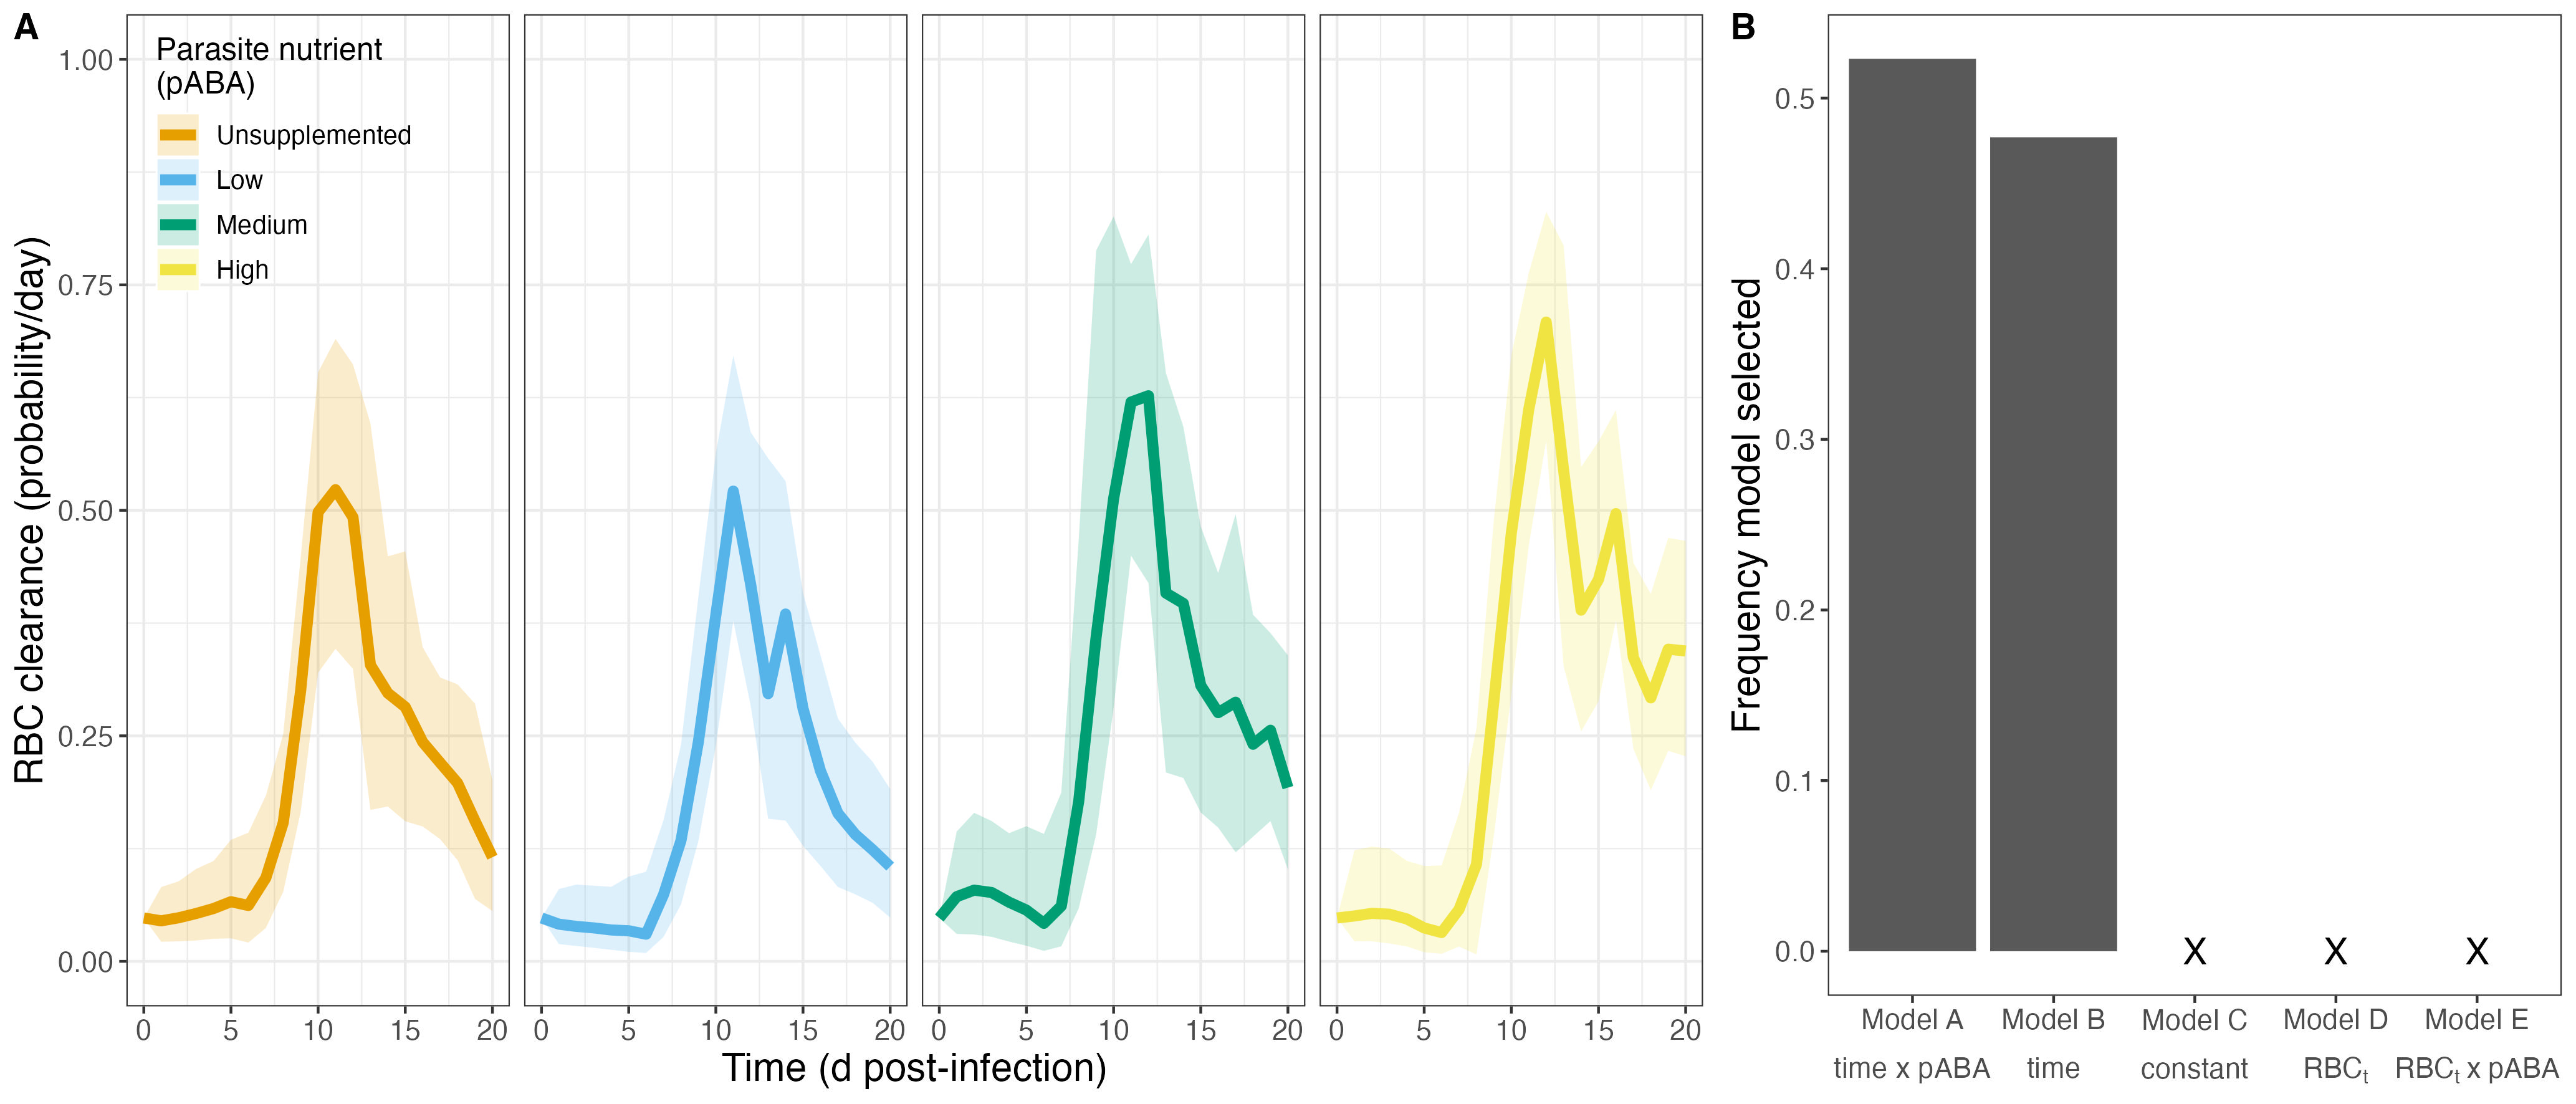 A
Parasite nutrient
(pABA)
Unsupplemented
Low
Medium
High
RBC clearance (probability/day)
1.00
0.75
0.50
0.25
0.00
0 5 10 15 20
0 5 10 15 20
0 5 10 15 20
0 5 10 15 20
Time (d post-infection)
B
Frequency model selected
0.5
0.4
0.3
0.2
0.1
0.0
X X X
Model A Model B Model C Model D Model E
time x pABA time constant RBCt RBCt x pABA